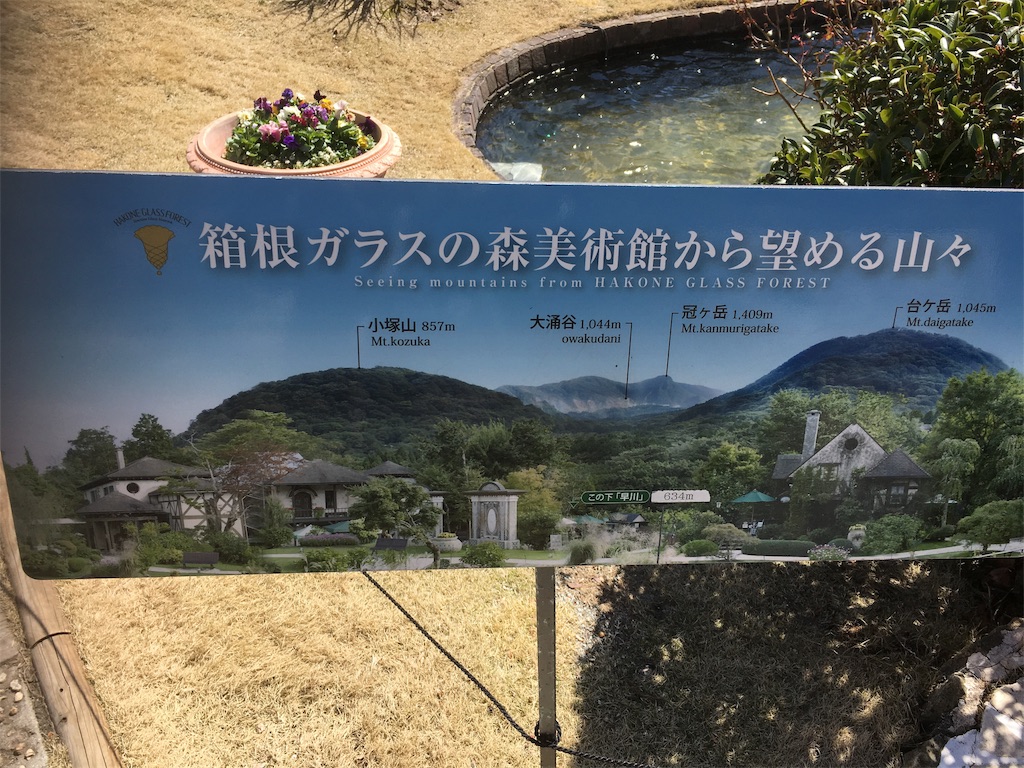 HAKONE GLASS FOREST
箱根ガラスの森美術館から望める山々
Seeing mountains from HAKONE GLASS FOREST
小塚山 857m
Mt.kozuka
大涌谷 1,044m
owakudani
冠ヶ岳 1,409m
Mt.kanmurigatake
台ケ岳 1,045m
Mt.daigatake
この下「早川」 634m